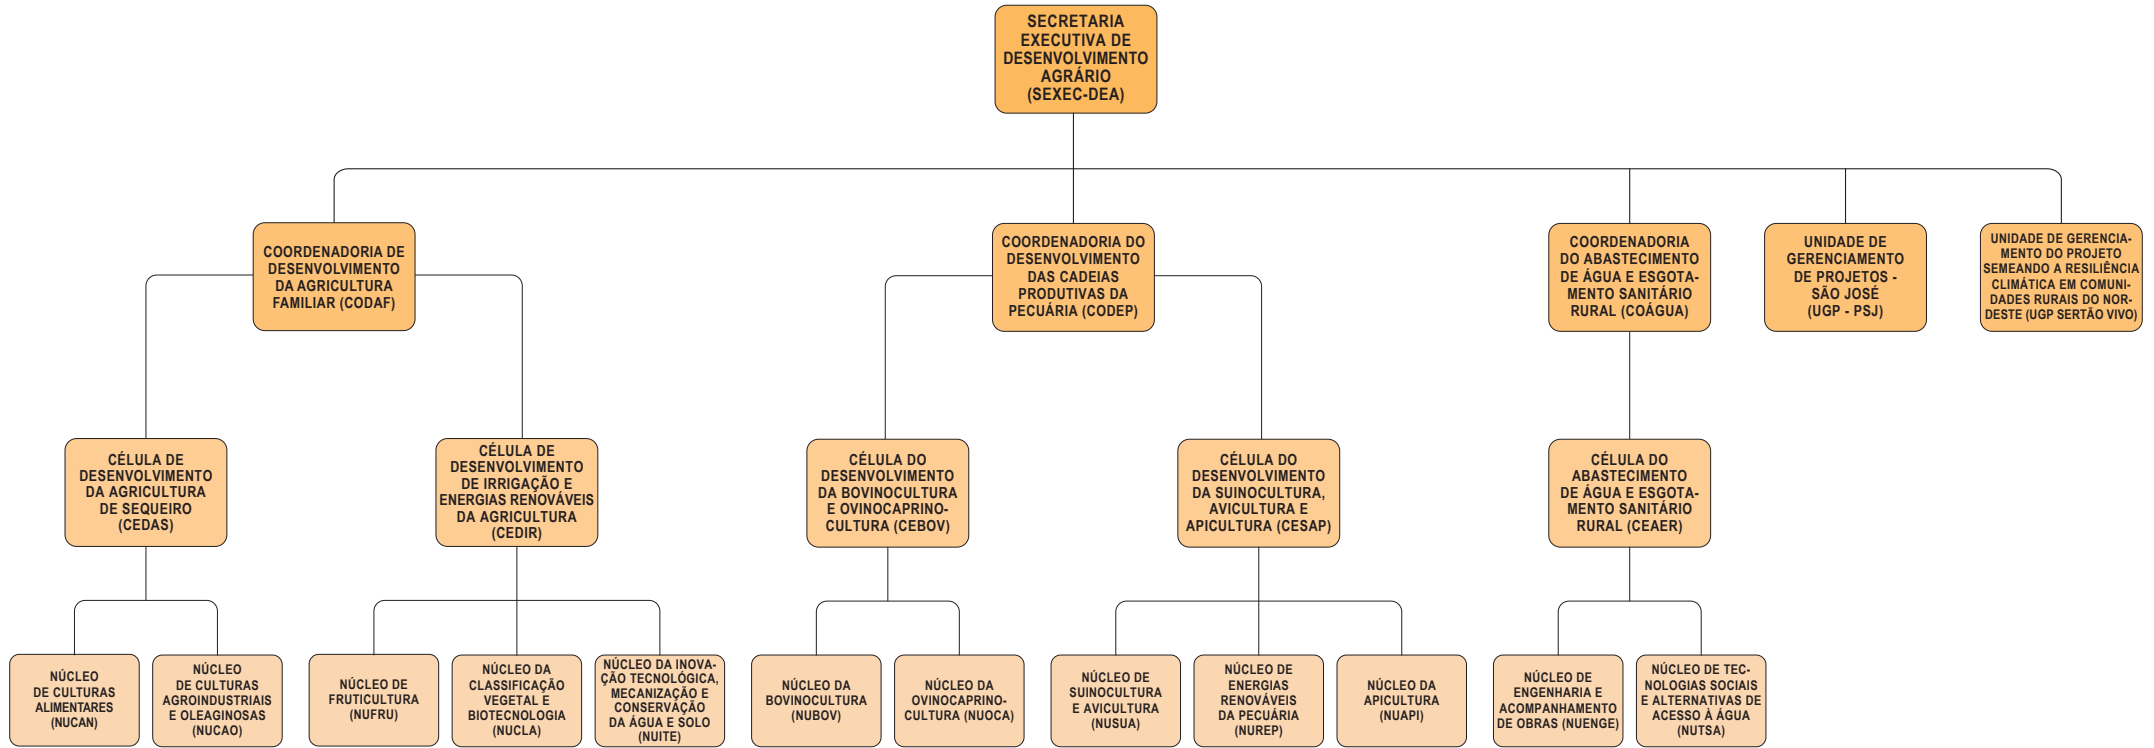 SECRETARIA
EXECUTIVA DE
DESENVOLVIMENTO
AGRÁRIO
(SEXEC-DEA)
COORDENADORIA DE
DESENVOLVIMENTO
DA AGRICULTURA
FAMILIAR (CODAF)
COORDENADORIA DO
DESENVOLVIMENTO
DAS CADEIAS
PRODUTIVAS DA
PECUÁRIA (CODEP)
COORDENADORIA
DO ABASTECIMENTO
DE ÁGUA E ESGOTA-
MENTO SANITÁRIO
RURAL (COÁGUA)
UNIDADE DE
GERENCIAMENTO
DE PROJETOS -
SÃO JOSÉ
(UGP - PSJ)
UNIDADE DE GERENCIA-
MENTO DO PROJETO
SEMEANDO A RESILIÊNCIA
CLIMÁTICA EM COMUNI-
DADES RURAIS DO NOR-
DESTE (UGP SERTÃO VIVO)
CÉLULA DE
DESENVOLVIMENTO
DA AGRICULTURA
DE SEQUEIRO
(CEDAS)
CÉLULA DE
DESENVOLVIMENTO
DE IRRIGAÇÃO E
ENERGIAS RENOVÁVEIS
DA AGRICULTURA
(CEDIR)
CÉLULA DO
DESENVOLVIMENTO
DA BOVINOCULTURA
E OVINOCAPRINO-
CULTURA (CEBOV)
CÉLULA DO
DESENVOLVIMENTO
DA SUINOCULTURA,
AVICULTURA E
APICULTURA (CESAP)
CÉLULA DO
ABASTECIMENTO
DE ÁGUA E ESGOTA-
MENTO SANITÁRIO
RURAL (CEAER)
NÚCLEO
DE CULTURAS
ALIMENTARES
(NUCAN)
NÚCLEO
DE CULTURAS
AGROINDUSTRIAIS
E OLEAGINOSAS
(NUCAO)
NÚCLEO DE
FRUTICULTURA
(NUFRU)
NÚCLEO DA
CLASSIFICAÇÃO
VEGETAL E
BIOTECNOLOGIA
(NUCLA)
NÚCLEO DA INOVA-
ÇÃO TECNOLÓGICA,
MECANIZAÇÃO E
CONSERVAÇÃO
DA ÁGUA E SOLO
(NUITE)
NÚCLEO DA
BOVINOCULTURA
(NUBOV)
NÚCLEO DA
OVINOCAPRINO-
CULTURA (NUOCA)
NÚCLEO DE
SUINOCULTURA
E AVICULTURA
(NUSUA)
NÚCLEO DE
ENERGIAS
RENOVÁVEIS
DA PECUÁRIA
(NUREP)
NÚCLEO DA
APICULTURA
(NUAPI)
NÚCLEO DE
ENGENHARIA E
ACOMPANHAMENTO
DE OBRAS (NUENGE)
NÚCLEO DE TEC-
NOLOGIAS SOCIAIS
E ALTERNATIVAS DE
ACESSO À ÁGUA
(NUTSA)